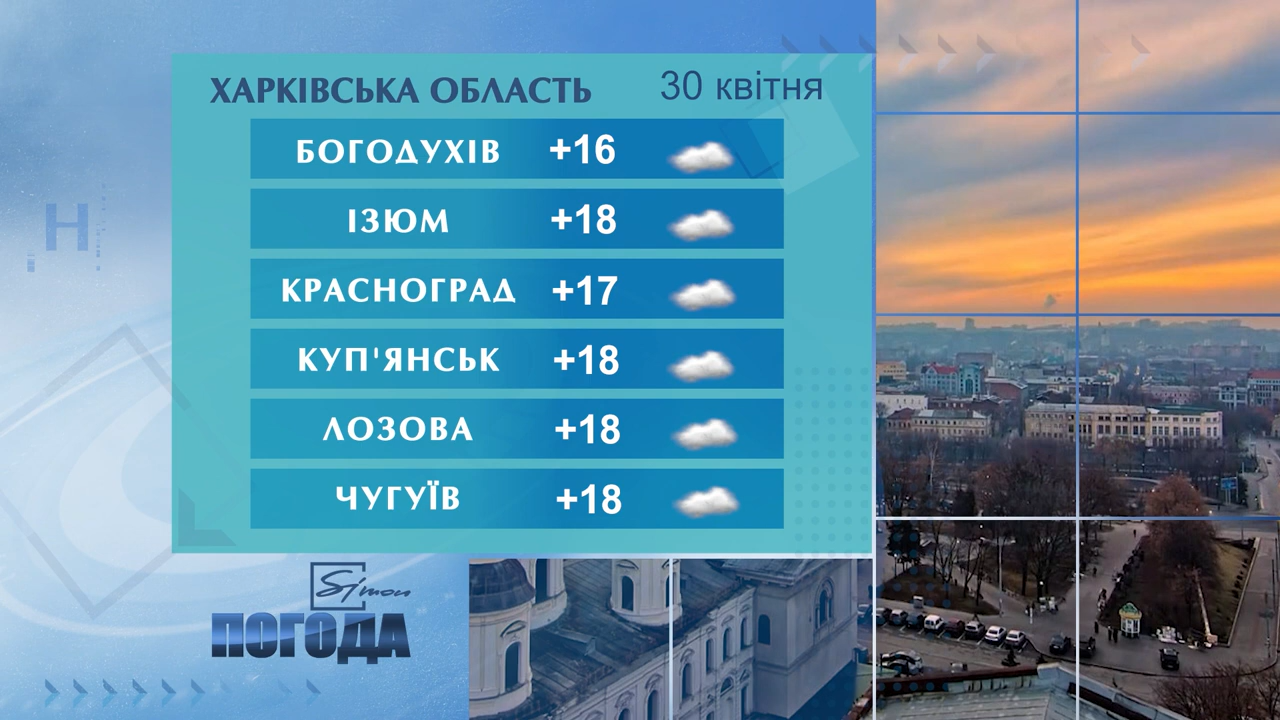 ХАРКІВСЬКА ОБЛАСТЬ 30 квітня
БОГОДУХІВ +16
ІЗЮМ +18
КРАСНОГРАД +17
КУП'ЯНСЬК +18
ЛОЗОВА +18
ЧУГУЇВ +18
Н
Simon
ПОГОДА